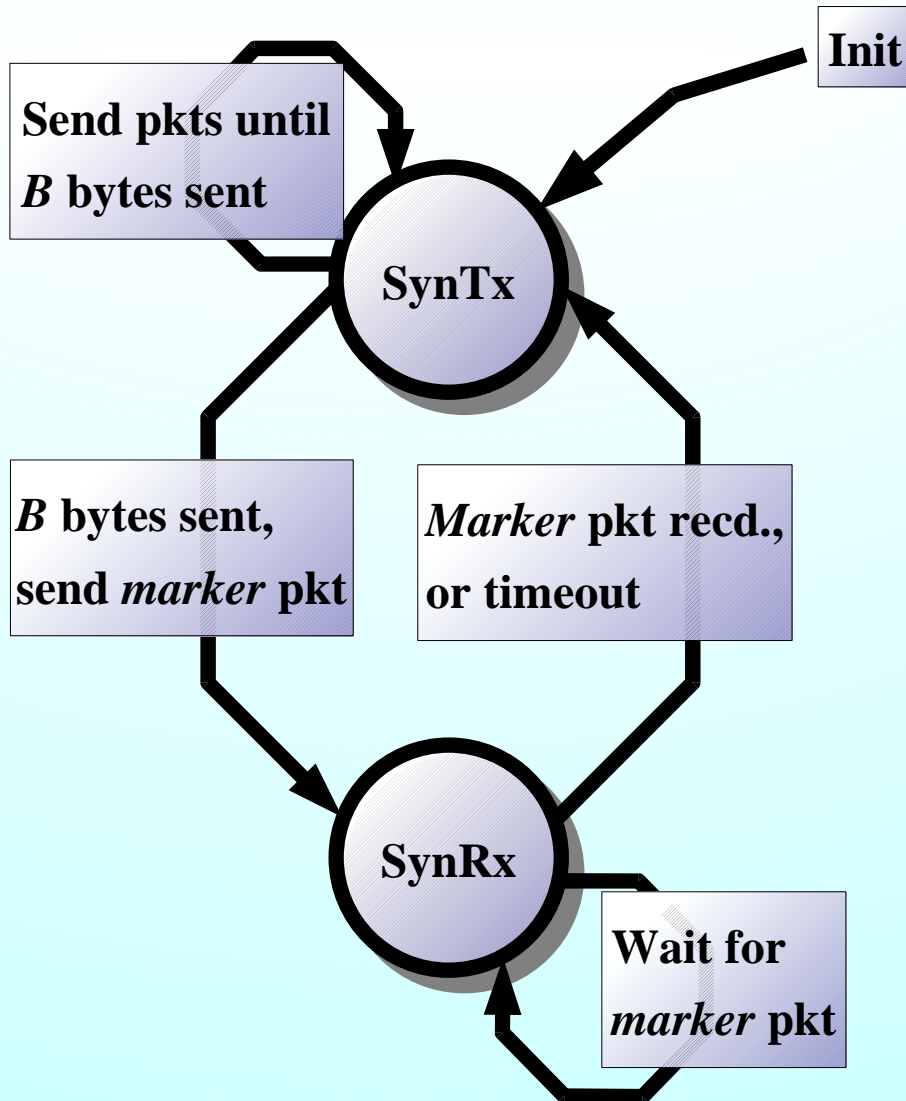 Init
Send pkts until
B bytes sent
SynTx
B bytes sent,
send marker pkt
Marker pkt recd.,
or timeout
SynRx
Wait for
marker pkt